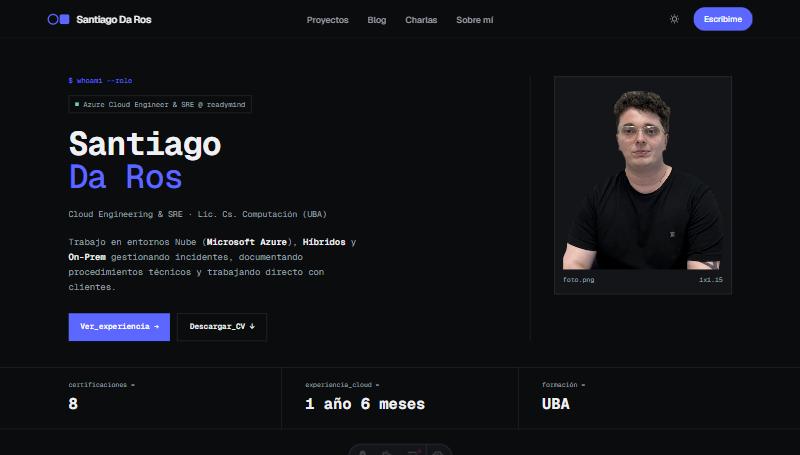 Santiago Da Ros
Proyectos Blog Charlas Sobre mí
Escribime
$ whoami --rolo
Azure Cloud Engineer & SRE @ readymind
Santiago
Da Ros
Cloud Engineering & SRE · Lic. Cs. Computación (UBA)
Trabajo en entornos Nube (Microsoft Azure), Híbridos y
On-Prem gestionando incidentes, documentando
procedimientos técnicos y trabajando directo con
clientes.
Ver_experiencia →
Descargar_CV ↓
foto.png
1x1.15
certificaciones =
8
experiencia_cloud =
1 año 6 meses
formación =
UBA